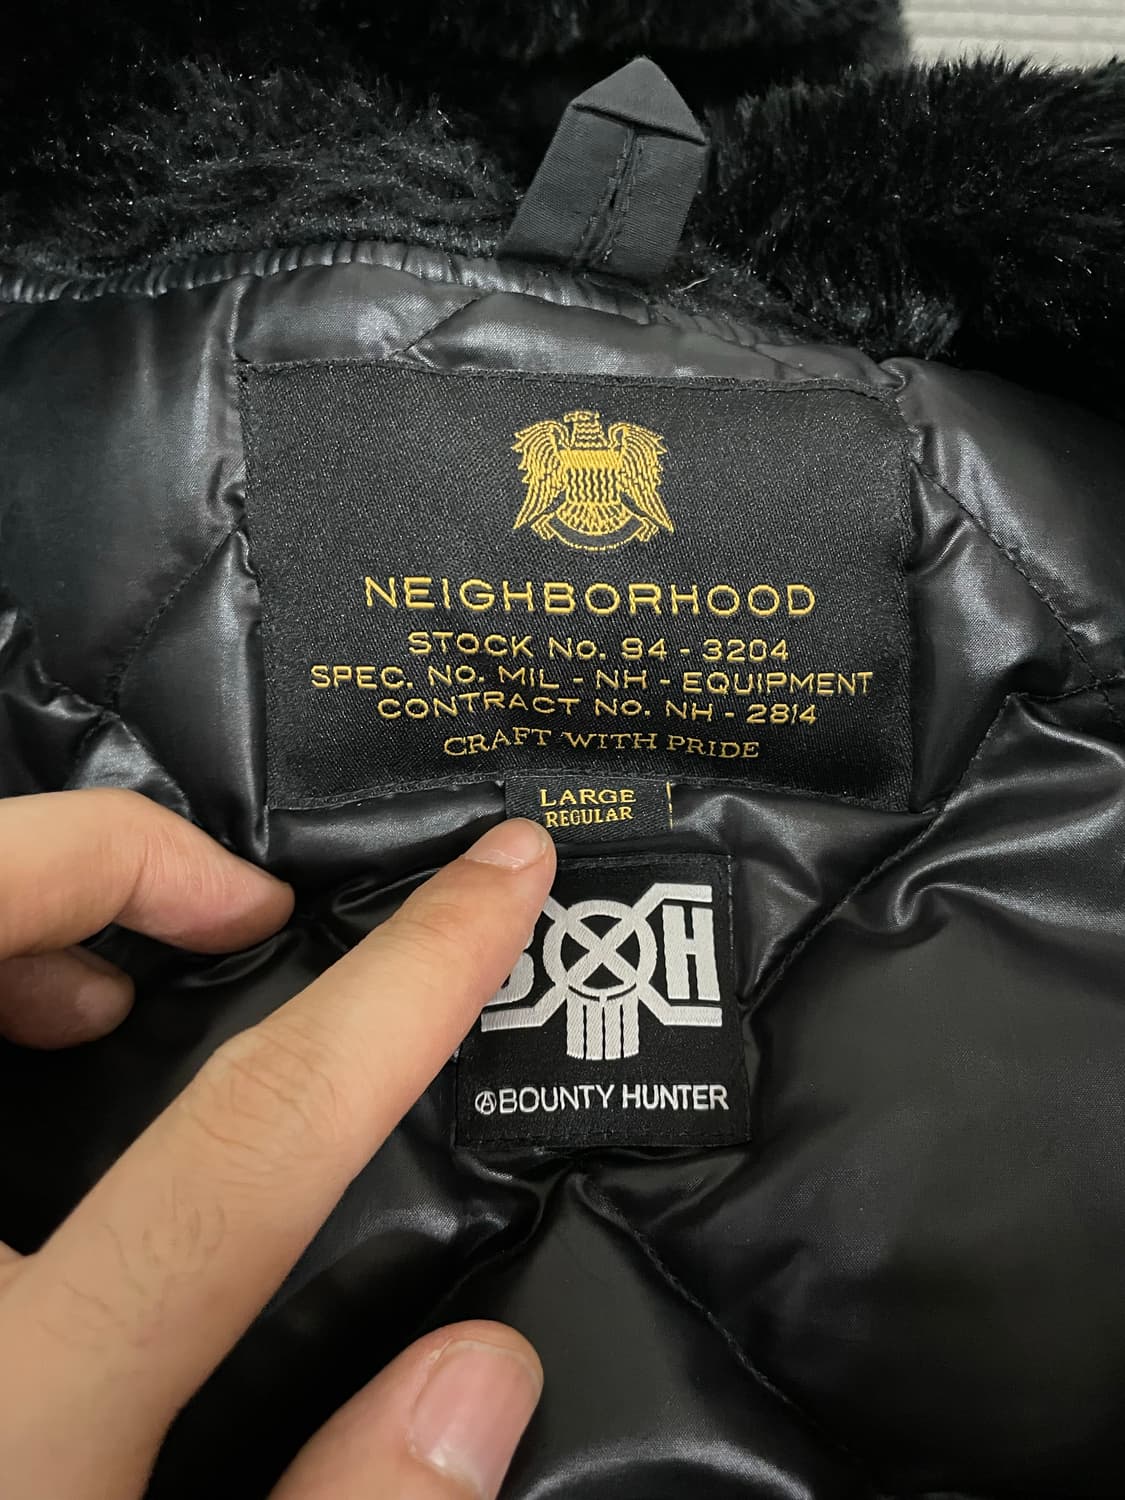 NEIGHBORHOOD
STOCK No. 94 - 3204
SPEC. No. MIL - NH - EQUIPMENT
CONTRACT No. NH - 2814
CRAFT WITH PRIDE
LARGE
REGULAR
B H
Ⓐ BOUNTY HUNTER